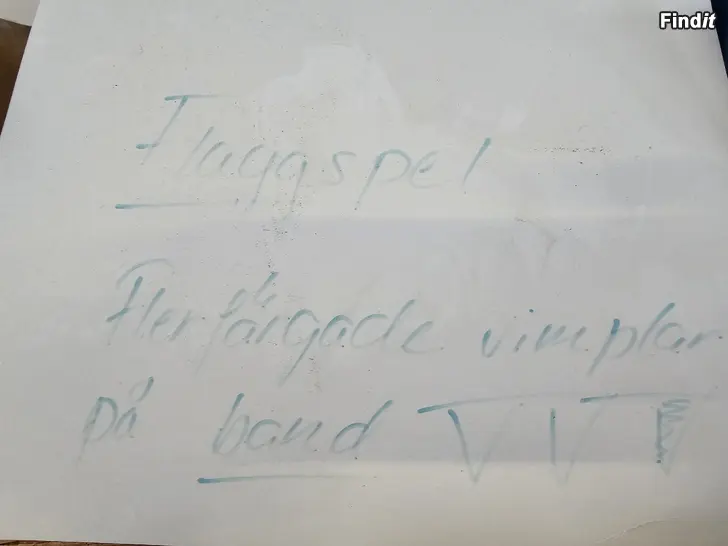 Findit
Flaggspel
Flerfärgade vimplar
på band